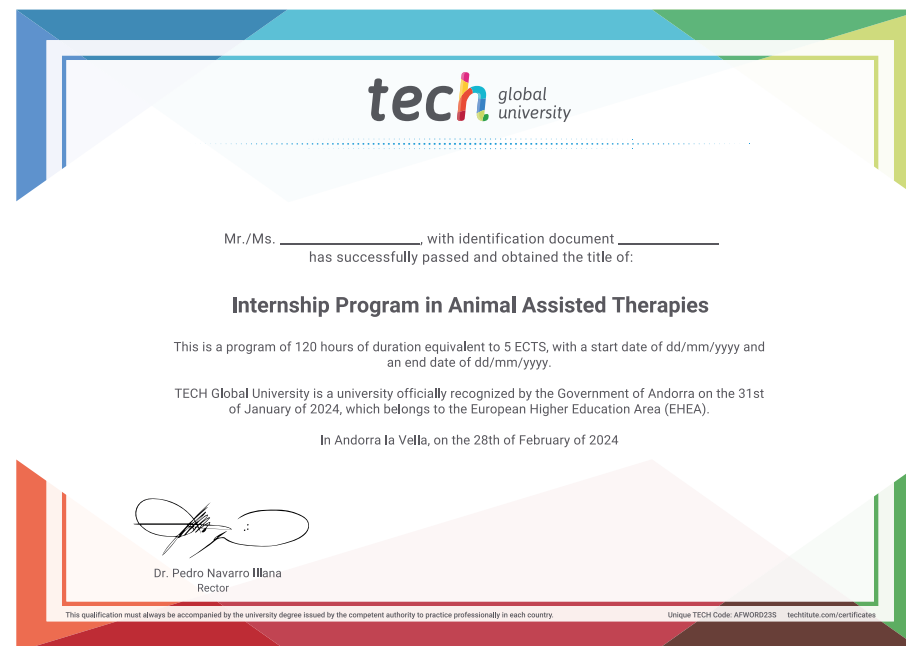 tech global
university
Mr./Ms. ____________________, with identification document ______________
has successfully passed and obtained the title of:
Internship Program in Animal Assisted Therapies
This is a program of 120 hours of duration equivalent to 5 ECTS, with a start date of dd/mm/yyyy and
an end date of dd/mm/yyyy.
TECH Global University is a university officially recognized by the Government of Andorra on the 31st
of January of 2024, which belongs to the European Higher Education Area (EHEA).
In Andorra la Vella, on the 28th of February of 2024
Dr. Pedro Navarro Illana
Rector
This qualification must always be accompanied by the university degree issued by the competent authority to practice professionally in each country. Unique TECH Code: AFWORD23S techtitute.com/certificates